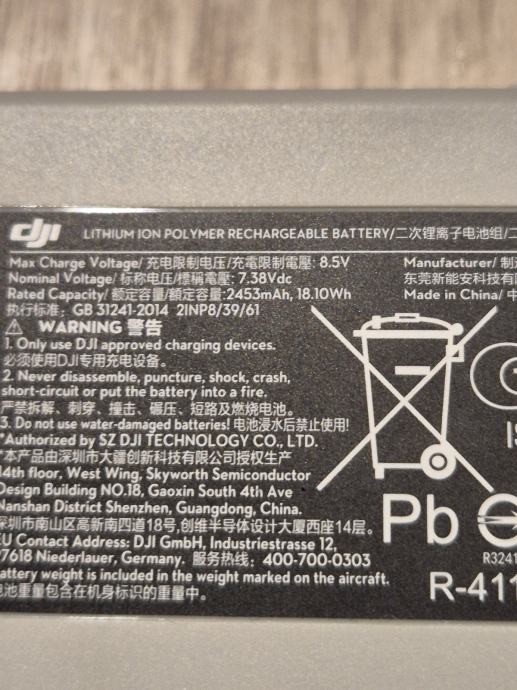 dji LITHIUM ION POLYMER RECHARGEABLE BATTERY/二次锂离子电池组/二
Max Charge Voltage/充电限制电压/充電限制電壓: 8.5V
Nominal Voltage/标称电压/標稱電壓: 7.38Vdc
Rated Capacity/额定容量/額定容量:2453mAh, 18.10Wh
执行标准: GB 31241-2014 2INP8/39/61
Manufacturer/制造
东莞新能安科技有限
Made in China/中
WARNING 警告
1. Only use DJI approved charging devices.
必须使用DJI专用充电设备。
2. Never disassemble, puncture, shock, crash,
short-circuit or put the battery into a fire.
严禁拆解、刺穿、撞击、碾压、短路及燃烧电池。
3. Do not use water-damaged batteries! 电池浸水后禁止使用!
*Authorized by SZ DJI TECHNOLOGY CO., LTD.
*本产品由深圳市大疆创新科技有限公司授权生产
14th floor, West Wing, Skyworth Semiconductor
Design Building NO.18, Gaoxin South 4th Ave
Nanshan District Shenzhen, Guangdong, China.
深圳市南山区高新南四道18号,创维半导体设计大厦西座14层。
EU Contact Address: DJI GmbH, Industriestrasse 12,
97618 Niederlauer, Germany. 服务热线: 400-700-0303
Battery weight is included in the weight marked on the aircraft.
电池重量包含在机身标识的重量中。
Pb
R3241
R-411